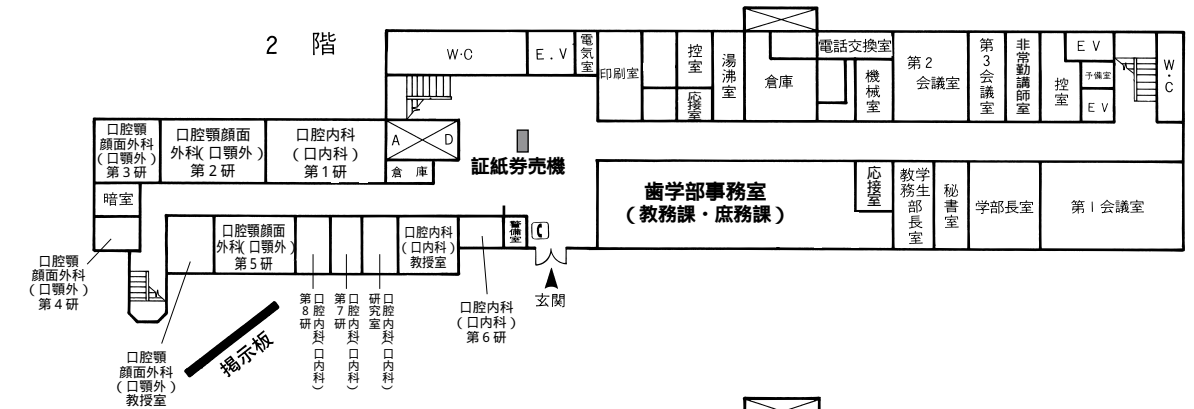 2 階
W·C
E.V
電気室
印刷室
控室
応接室
湯沸室
倉庫
電話交換室
機械室
第2
会議室
第3会議室
非常勤講師室
控室
EV
予備室
EV
W·C
口腔顎
顔面外科
(口顎外)
第3研
口腔顎顔面
外科(口顎外)
第2研
口腔内科
(口内科)
第1研
A D
倉庫
証紙券売機
暗室
歯学部事務室
(教務課・庶務課)
応接室
教務部長室
学生
秘書室
学部長室
第1会議室
口腔顎顔面
外科(口顎外)
第5研
口腔内科
(口内科)
教授室
警備室
玄関
口腔顎
顔面外科
(口顎外)
第4研
口腔顎
顔面外科
(口顎外)
教授室
掲示板
口腔内科(口内科)
第8研
口腔内科(口内科)
第7研
口腔内科(口内科)
研究室
口腔内科
(口内科)
第6研